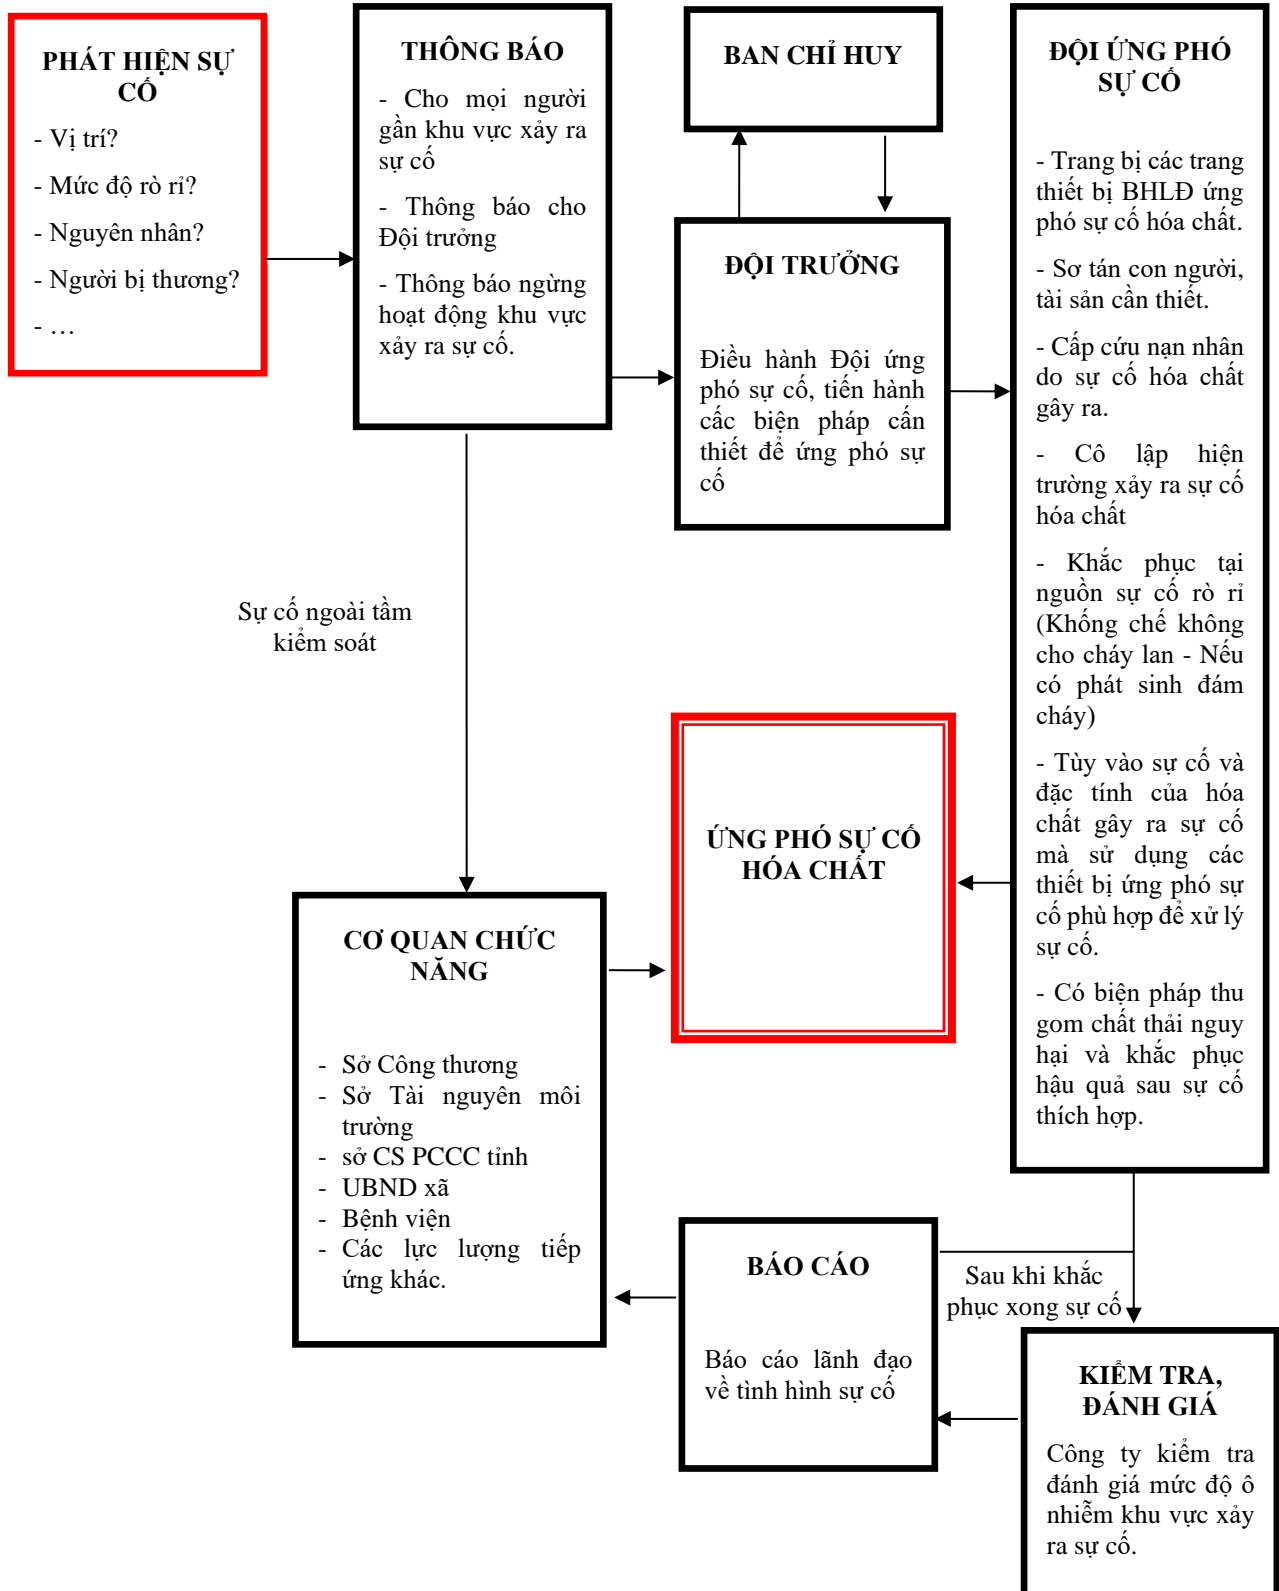 PHÁT HIỆN SỰ
CỐ
- Vị trí?
- Mức độ rò rỉ?
- Nguyên nhân?
- Người bị thương?
- …
THÔNG BÁO
- Cho mọi người
gần khu vực xảy ra
sự cố
- Thông báo cho
Đội trưởng
- Thông báo ngừng
hoạt động khu vực
xảy ra sự cố.
BAN CHỈ HUY
ĐỘI TRƯỞNG
Điều hành Đội ứng
phó sự cố, tiến hành
cấc biện pháp cấn
thiết để ứng phó sự
cố
ĐỘI ỨNG PHÓ
SỰ CỐ
- Trang bị các trang
thiết bị BHLĐ ứng
phó sự cố hóa chất.
- Sơ tán con người,
tài sản cần thiết.
- Cấp cứu nạn nhân
do sự cố hóa chất
gây ra.
- Cô lập hiện
trường xảy ra sự cố
hóa chất
- Khắc phục tại
nguồn sự cố rò rỉ
(Khống chế không
cho cháy lan - Nếu
có phát sinh đám
cháy)
- Tùy vào sự cố và
đặc tính của hóa
chất gây ra sự cố
mà sử dụng các
thiết bị ứng phó sự
cố phù hợp để xử lý
sự cố.
- Có biện pháp thu
gom chất thải nguy
hại và khắc phục
hậu quả sau sự cố
thích hợp.
Sự cố ngoài tầm
kiểm soát
ỨNG PHÓ SỰ CỐ
HÓA CHẤT
CƠ QUAN CHỨC
NĂNG
- Sở Công thương
- Sở Tài nguyên môi
trường
- sở CS PCCC tỉnh
- UBND xã
- Bệnh viện
- Các lực lượng tiếp
ứng khác.
BÁO CÁO
Báo cáo lãnh đạo
về tình hình sự cố
Sau khi khắc
phục xong sự cố
KIỂM TRA,
ĐÁNH GIÁ
Công ty kiểm tra
đánh giá mức độ ô
nhiễm khu vực xảy
ra sự cố.